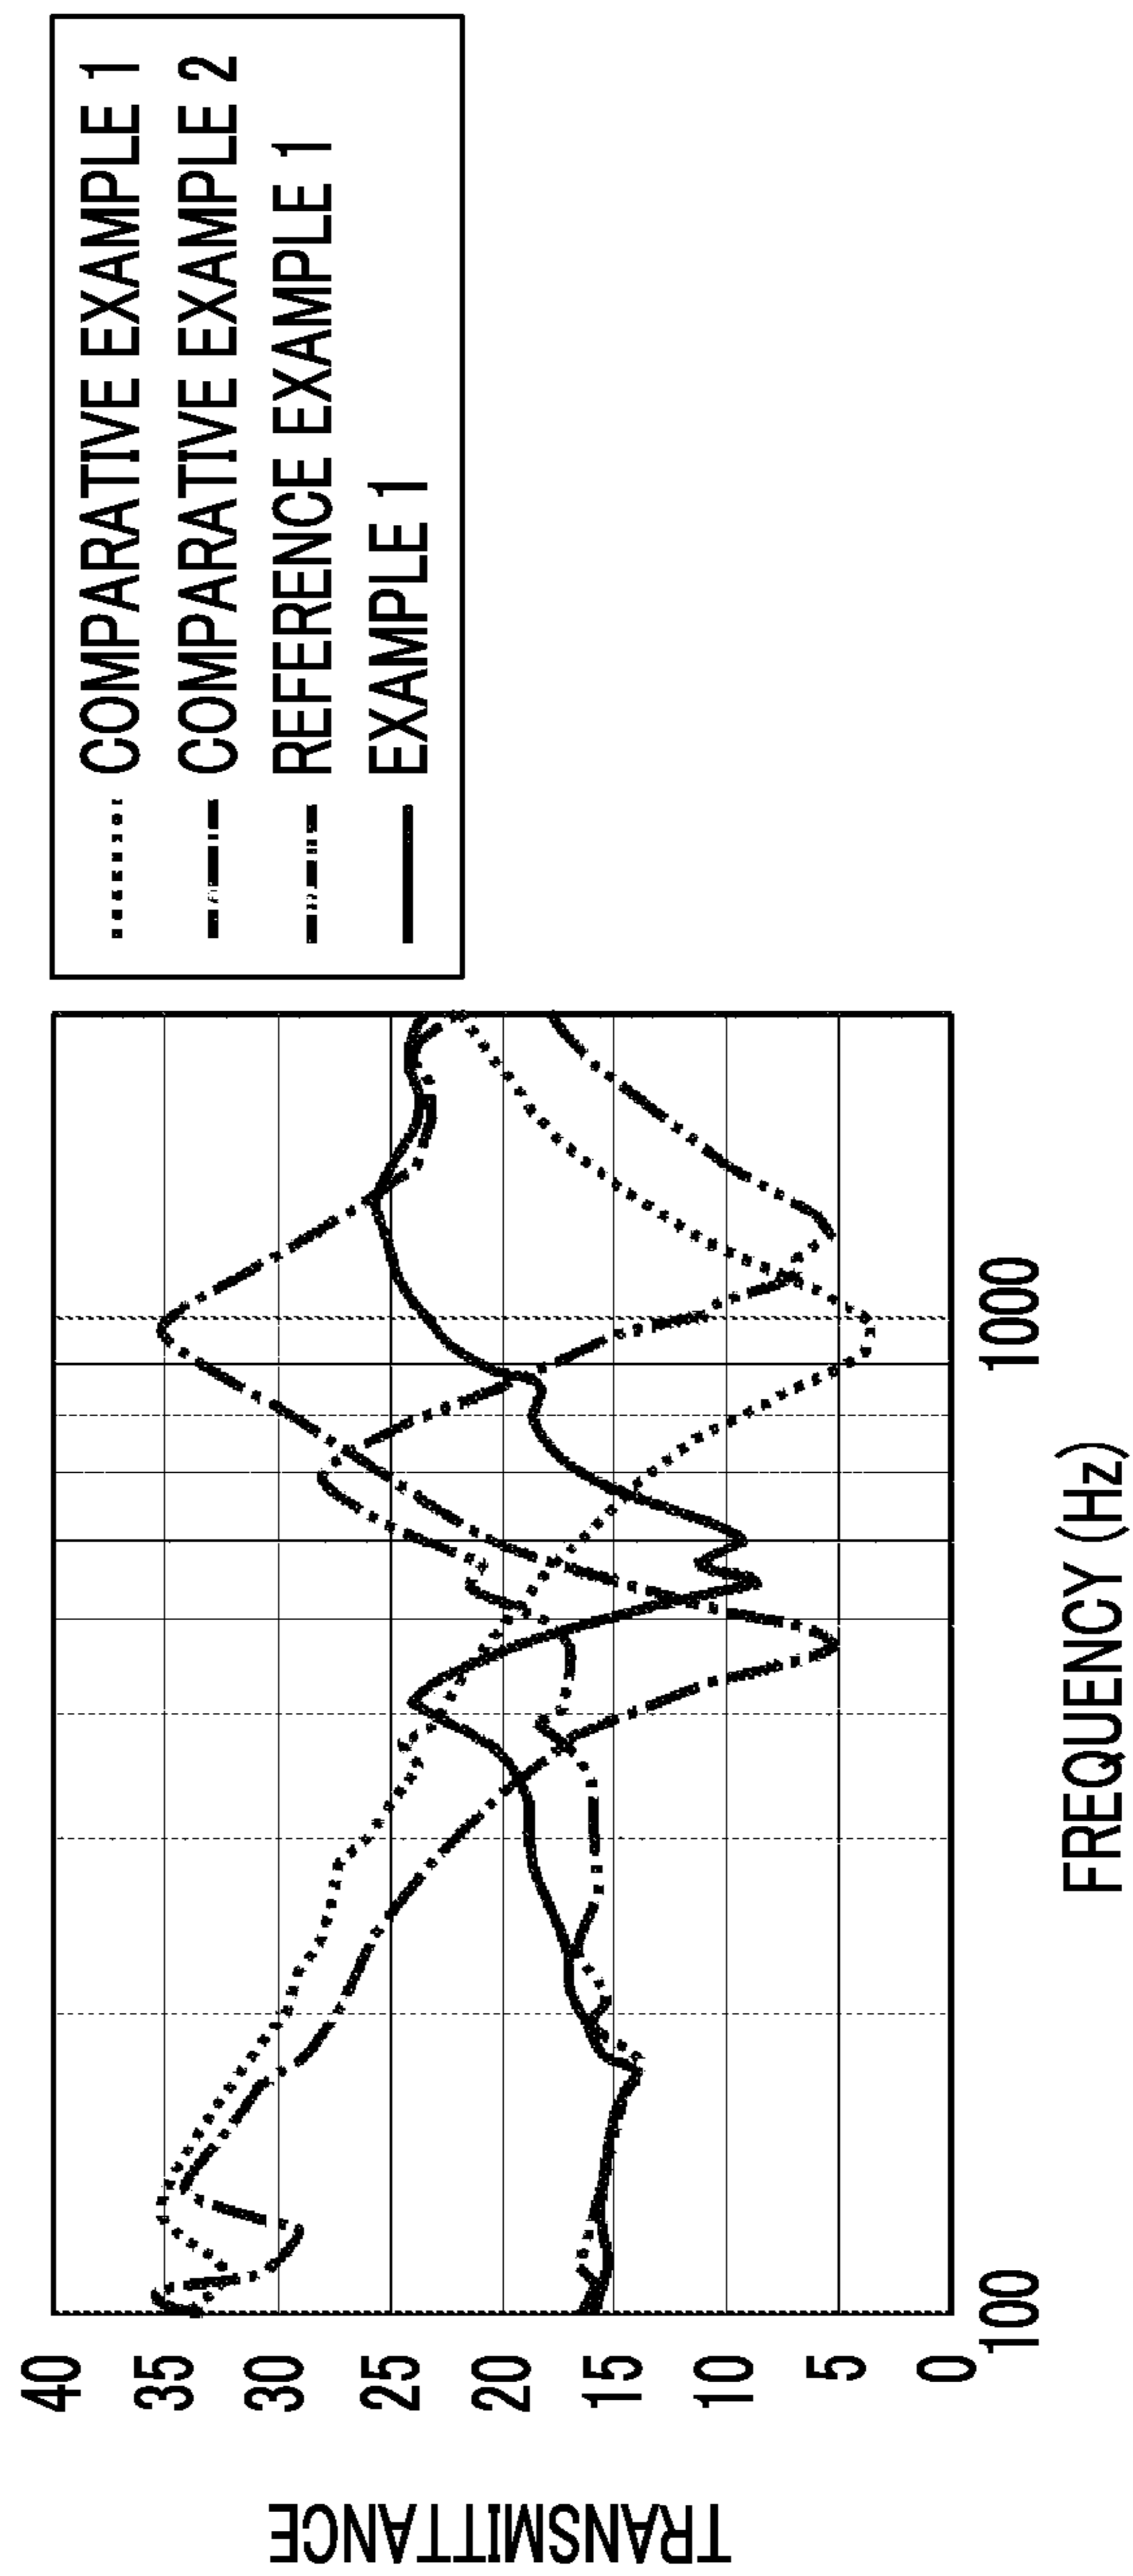 COMPARATIVE EXAMPLE 1
COMPARATIVE EXAMPLE 2
REFERENCE EXAMPLE 1
EXAMPLE 1
TRANSMITTANCE
40
35
30
25
20
15
10
5
0
100
1000
FREQUENCY (Hz)